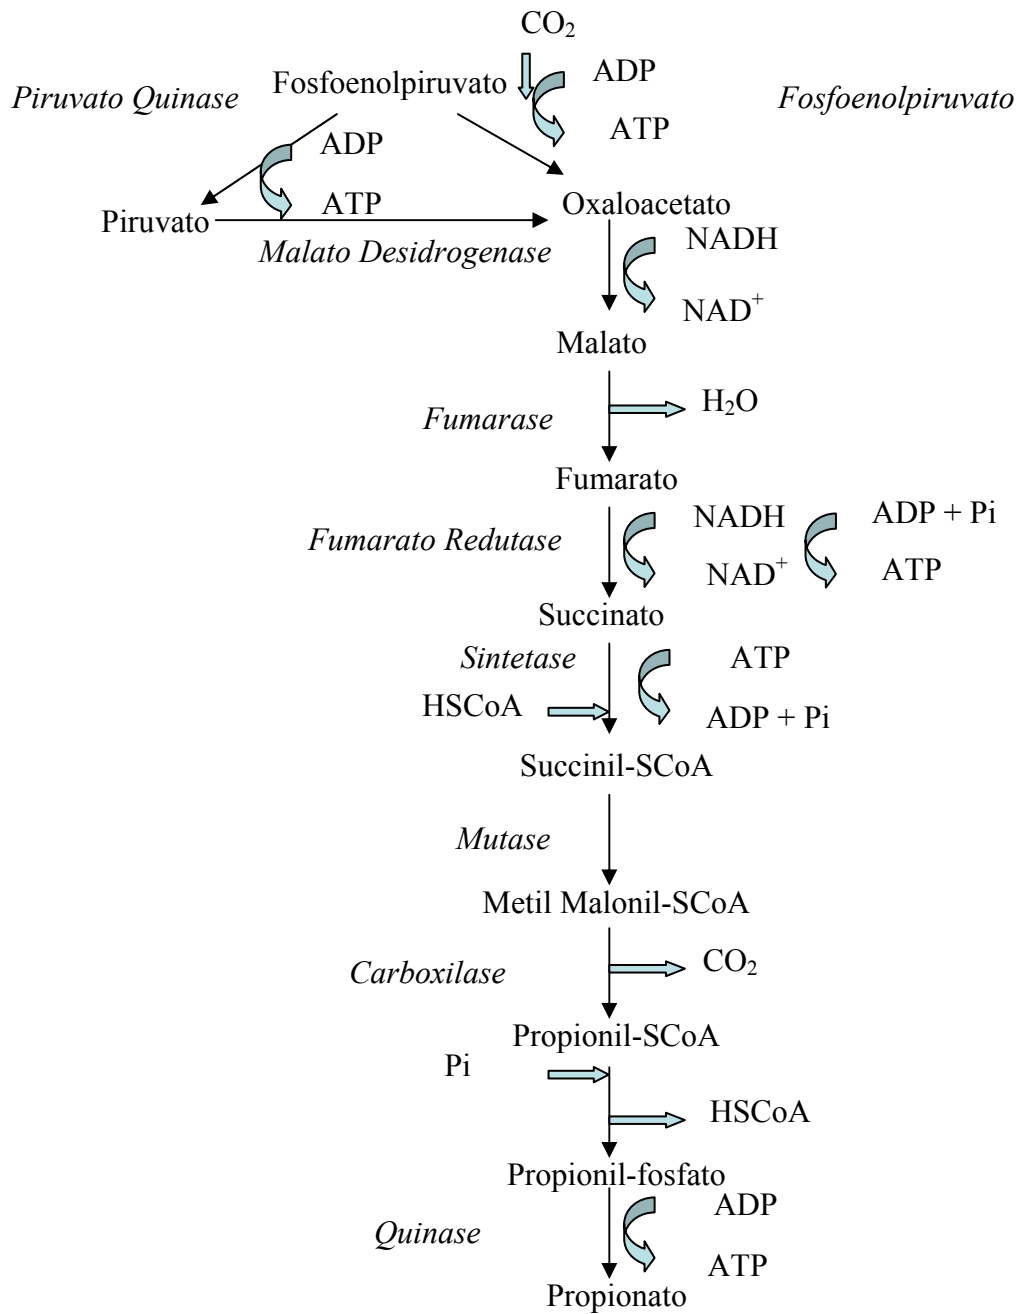 CO₂
Piruvato Quinase
Fosfoenolpiruvato
ADP
Fosfoenolpiruvato
ATP
ADP
ATP
Piruvato
Oxaloacetato
Malato Desidrogenase
NADH
NAD⁺
Malato
H₂O
Fumarase
Fumarato
NADH
ADP + Pi
Fumarato Redutase
NAD⁺
ATP
Succinato
Sintetase
ATP
HSCoA
ADP + Pi
Succinil-SCoA
Mutase
Metil Malonil-SCoA
Carboxilase
CO₂
Propionil-SCoA
Pi
HSCoA
Propionil-fosfato
ADP
Quinase
ATP
Propionato